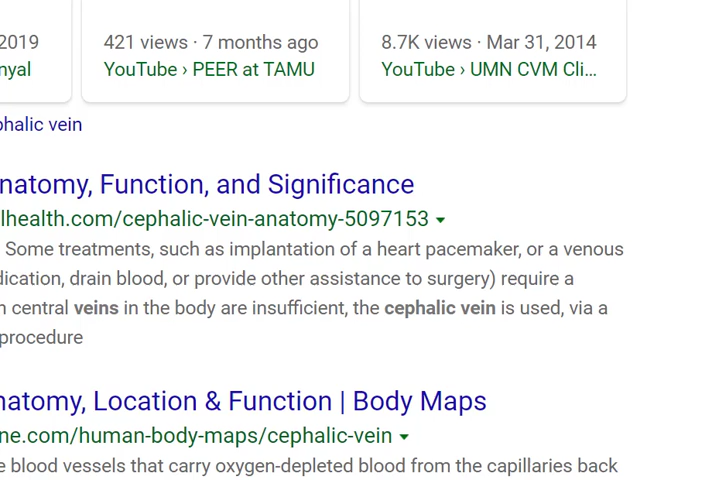 2019
421 views · 7 months ago
8.7K views · Mar 31, 2014
nyal
YouTube › PEER at TAMU
YouTube › UMN CVM Cli...
phalic vein
natomy, Function, and Significance
lhealth.com/cephalic-vein-anatomy-5097153
Some treatments, such as implantation of a heart pacemaker, or a venous
dication, drain blood, or provide other assistance to surgery) require a
n central veins in the body are insufficient, the cephalic vein is used, via a
procedure
natomy, Location & Function | Body Maps
ne.com/human-body-maps/cephalic-vein
e blood vessels that carry oxygen-depleted blood from the capillaries back